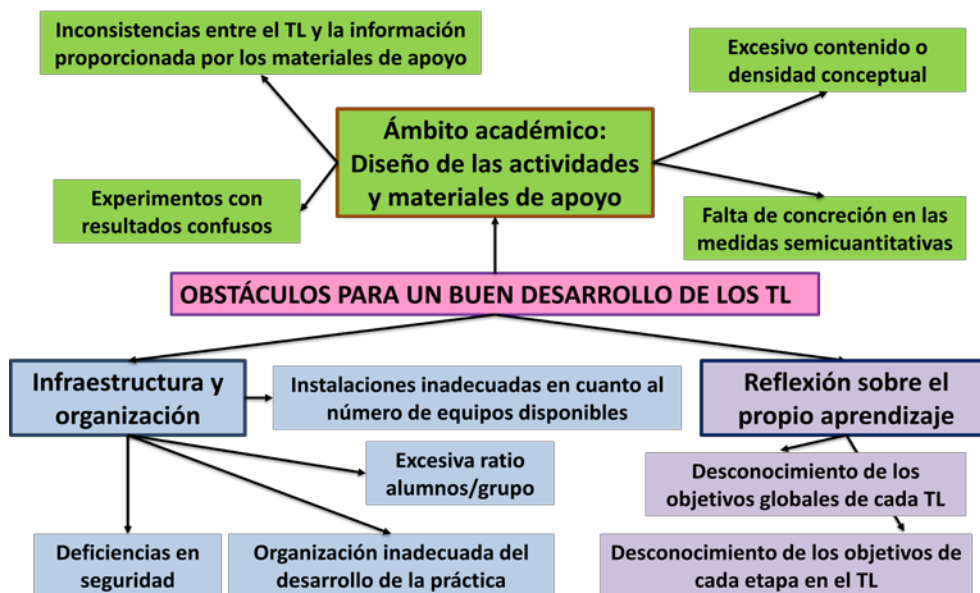 Inconsistencias entre el TL y la información
proporcionada por los materiales de apoyo
Excesivo contenido o
densidad conceptual
Ámbito académico:
Diseño de las actividades
y materiales de apoyo
Experimentos con
resultados confusos
Falta de concreción en las
medidas semicuantitativas
OBSTÁCULOS PARA UN BUEN DESARROLLO DE LOS TL
Infraestructura y
organización
Instalaciones inadecuadas en cuanto al
número de equipos disponibles
Reflexión sobre el
propio aprendizaje
Excesiva ratio
alumnos/grupo
Desconocimiento de los
objetivos globales de cada TL
Deficiencias en
seguridad
Organización inadecuada del
desarrollo de la práctica
Desconocimiento de los objetivos de
cada etapa en el TL